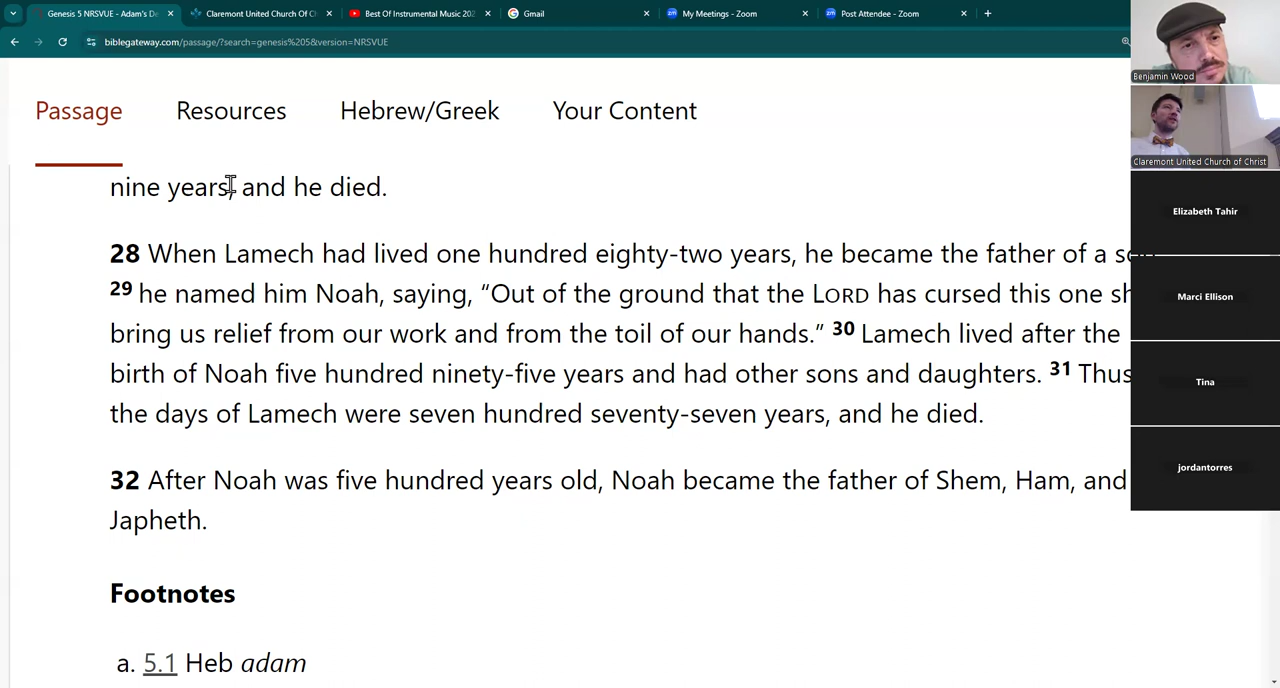 Genesis 5 NRSVUE - Adam's De
Claremont United Church Of C
Best Of Instrumental Music 202
Gmail
My Meetings - Zoom
Post Attendee - Zoom
biblegateway.com/passage/?search=genesis%205&version=NRSVUE
Passage
Resources
Hebrew/Greek
Your Content
nine years, and he died.
28 When Lamech had lived one hundred eighty-two years, he became the father of a
29 he named him Noah, saying, “Out of the ground that the LORD has cursed this one sh
bring us relief from our work and from the toil of our hands.” 30 Lamech lived after the
birth of Noah five hundred ninety-five years and had other sons and daughters. 31 Thus
the days of Lamech were seven hundred seventy-seven years, and he died.
32 After Noah was five hundred years old, Noah became the father of Shem, Ham, and
Japheth.
Footnotes
a. 5.1 Heb adam
Benjamin Wood
Claremont United Church of Christ
Elizabeth Tahir
Marci Ellison
Tina
jordantorres